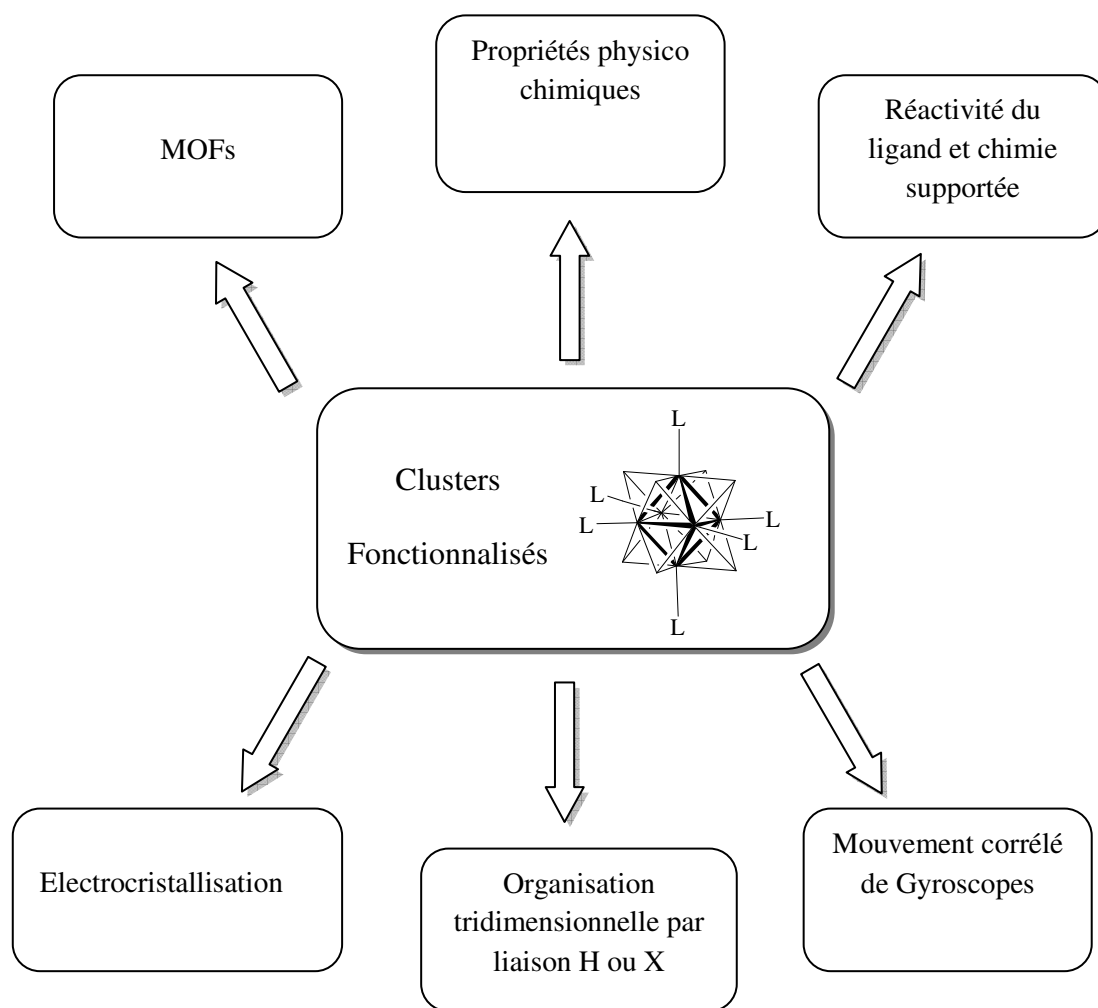 Propriétés physico
chimiques
MOFs
Réactivité du
ligand et chimie
supportée
Clusters
Fonctionnalisés
L
L
L
L
L
L
Electrocristallisation
Organisation
tridimensionnelle par
liaison H ou X
Mouvement corrélé
de Gyroscopes